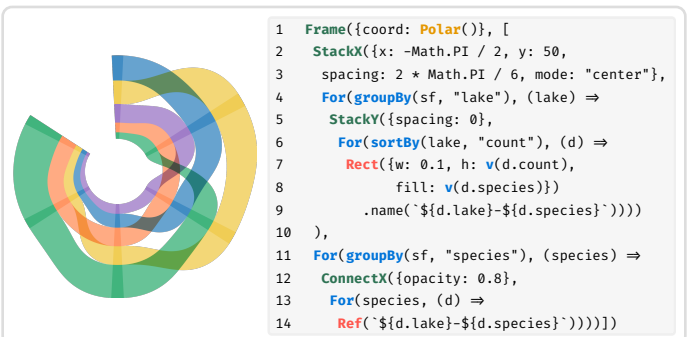 1 Frame({coord: Polar()}, [
2 StackX({x: -Math.PI / 2, y: 50,
3 spacing: 2 * Math.PI / 6, mode: "center"},
4 For(groupBy(sf, "lake"), (lake) ⇒
5 StackY({spacing: 0},
6 For(sortBy(lake, "count"), (d) ⇒
7 Rect({w: 0.1, h: v(d.count),
8 fill: v(d.species)})
9 .name(`${d.lake}-${d.species}`))))
10 ),
11 For(groupBy(sf, "species"), (species) ⇒
12 ConnectX({opacity: 0.8},
13 For(species, (d) ⇒
14 Ref(`${d.lake}-${d.species}`))))])